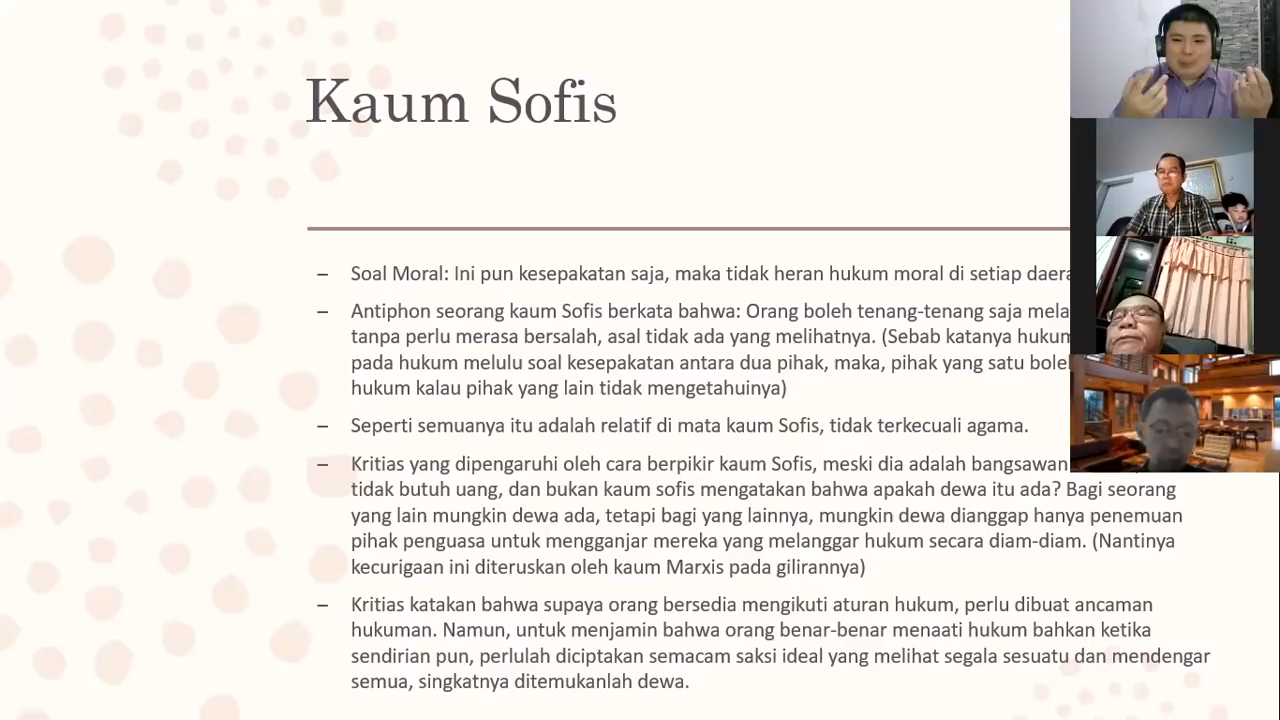 Kaum Sofis
– Soal Moral: Ini pun kesepakatan saja, maka tidak heran hukum moral di setiap
– Antiphon seorang kaum Sofis berkata bahwa: Orang boleh tenang-tenang saja
tanpa perlu merasa bersalah, asal tidak ada yang melihatnya. (Sebab katanya hukum
pada hukum melulu soal kesepakatan antara dua pihak, maka, pihak yang satu
hukum kalau pihak yang lain tidak mengetahuinya)
– Seperti semuanya itu adalah relatif di mata kaum Sofis, tidak terkecuali agama.
– Kritias yang dipengaruhi oleh cara berpikir kaum Sofis, meski dia adalah bangsawan
tidak butuh uang, dan bukan kaum sofis mengatakan bahwa apakah dewa itu ada? Bagi seorang
yang lain mungkin dewa ada, tetapi bagi yang lainnya, mungkin dewa dianggap hanya penemuan
pihak penguasa untuk mengganjar mereka yang melanggar hukum secara diam-diam. (Nantinya
kecurigaan ini diteruskan oleh kaum Marxis pada gilirannya)
– Kritias katakan bahwa supaya orang bersedia mengikuti aturan hukum, perlu dibuat ancaman
hukuman. Namun, untuk menjamin bahwa orang benar-benar menaati hukum bahkan ketika
sendirian pun, perlulah diciptakan semacam saksi ideal yang melihat segala sesuatu dan mendengar
semua, singkatnya ditemukanlah dewa.